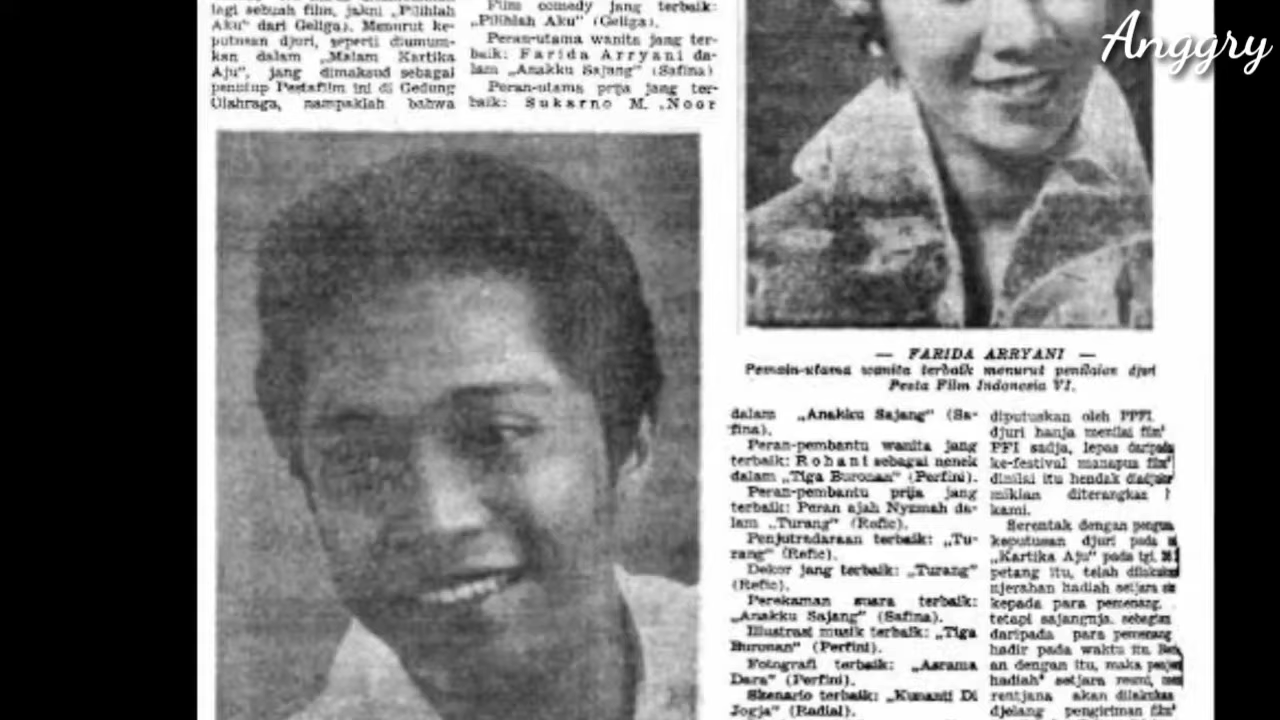 lagi sebuah film, jakni „Pilihlah
Aku" dari Geliga). Menurut ke-
putusan djuri, seperti diumum-
kan dalam „Malam Kartika
Aju", jang dimaksud sebagai
penutup Pestafilm ini di Gedung
Olahraga, nampaklah bahwa
Film comedy jang terbaik:
„Pilihlah Aku" (Geliga).
Peran-utama wanita jang ter-
baik: Farida Arryani da-
lam „Anakku Sajang" (Safina)
Peran-utama prija jang ter-
baik: Sukarno M. Noor
Anggry
— FARIDA ARRYANI —
Pemain-utama wanita terbaik menurut penilaian djuri
Pesta Film Indonesia VI.
dalam „Anakku Sajang" (Sa-
fina).
Peran-pembantu wanita jang
terbaik: Rohani sebagai nenek
dalam „Tiga Buronan" (Perfini).
Peran-pembantu prija jang
terbaik: Peran ajah Nyzmah da-
lam „Turang" (Refic).
Penjutradaraan terbaik: „Tu-
rang" (Refic).
Dekor jang terbaik: „Turang"
(Refic).
Perekaman suara terbaik:
„Anakku Sajang" (Safina).
Illustrasi musik terbaik: „Tiga
Buronan" (Perfini).
Fotografi terbaik: „Asrama
Dara" (Perfini).
Skenario terbaik: „Kunanti Di
Jogja" (Radial).
diputuskan oleh PPFI.
djuri hanja menilai film'
PFI sadja, lepas daripada
ke-festival manapun film'
dinilai itu hendak diadjukan
mikian diterangkan
kami.
Serentak dengan
keputusan djuri pada
„Kartika Aju" pada tgl.
petang itu, telah dilakukan
njerahan hadiah setjara
kepada para pemenang.
tetapi sajangnja. sebagian
daripada para pemenang
hadir pada waktu itu.
an dengan itu, maka
hadiah' setjara resmi,
rentjana akan dilakukan
djelang pengiriman film'